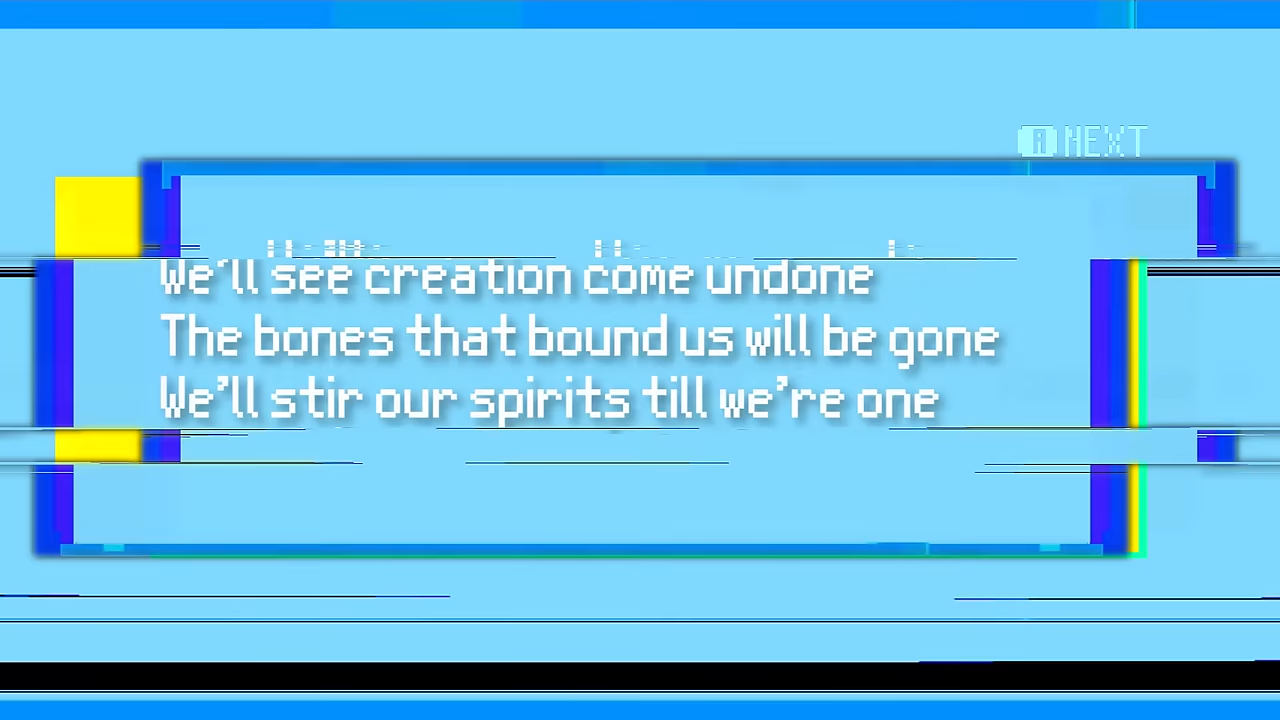 NEXT
We'll see creation come undone
The bones that bound us will be gone
We'll stir our spirits till we're one